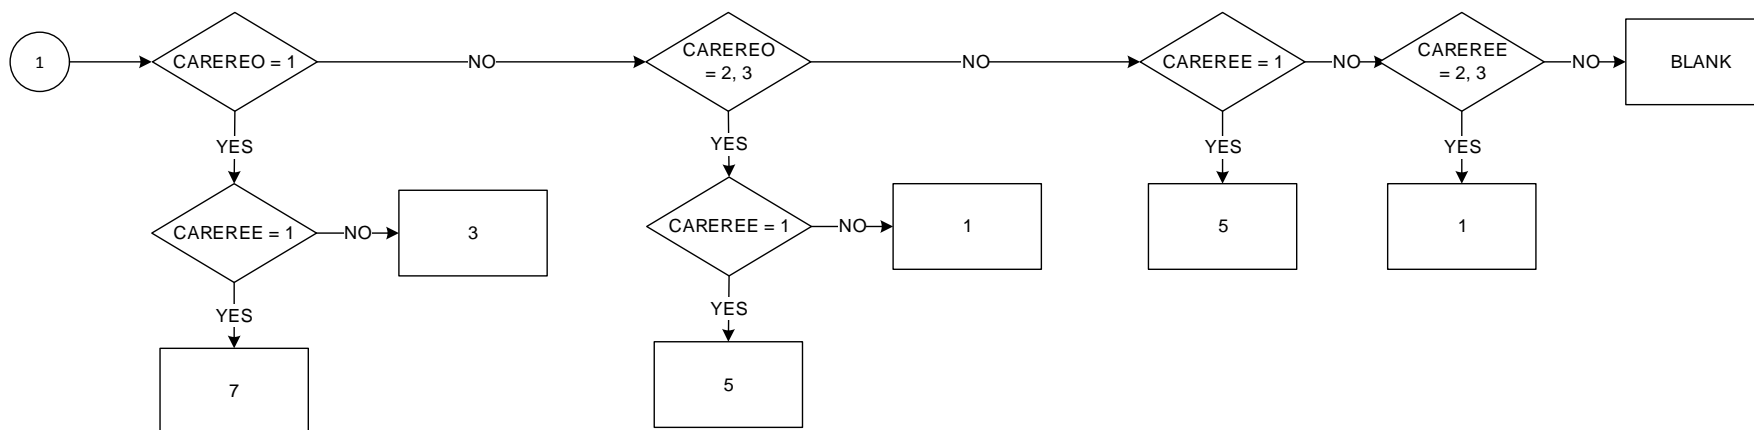 1
CAREREO = 1
NO
CAREREO
= 2, 3
NO
CAREREE = 1
NO
CAREREE
= 2, 3
NO
BLANK
YES
YES
YES
YES
CAREREE = 1
NO
3
CAREREE = 1
NO
1
5
1
YES
YES
7
5